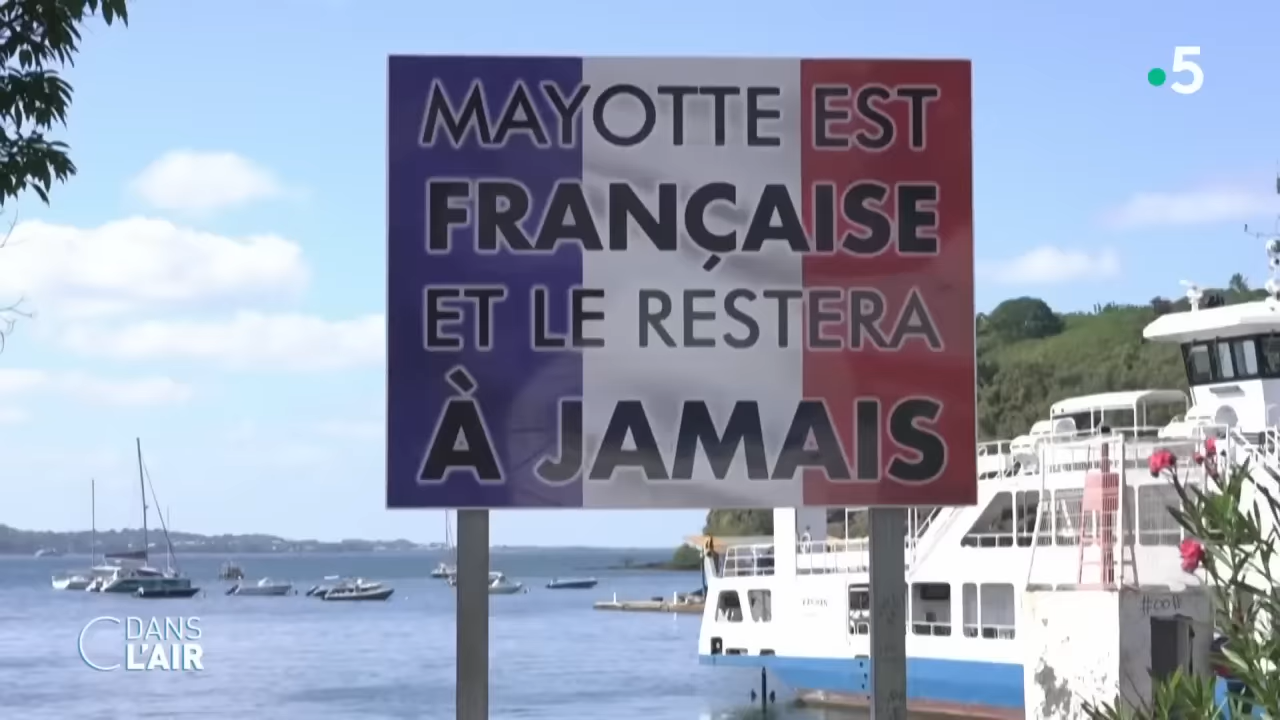 MAYOTTE EST
FRANÇAISE
ET LE RESTERA
À JAMAIS
5
C DANS
L'AIR